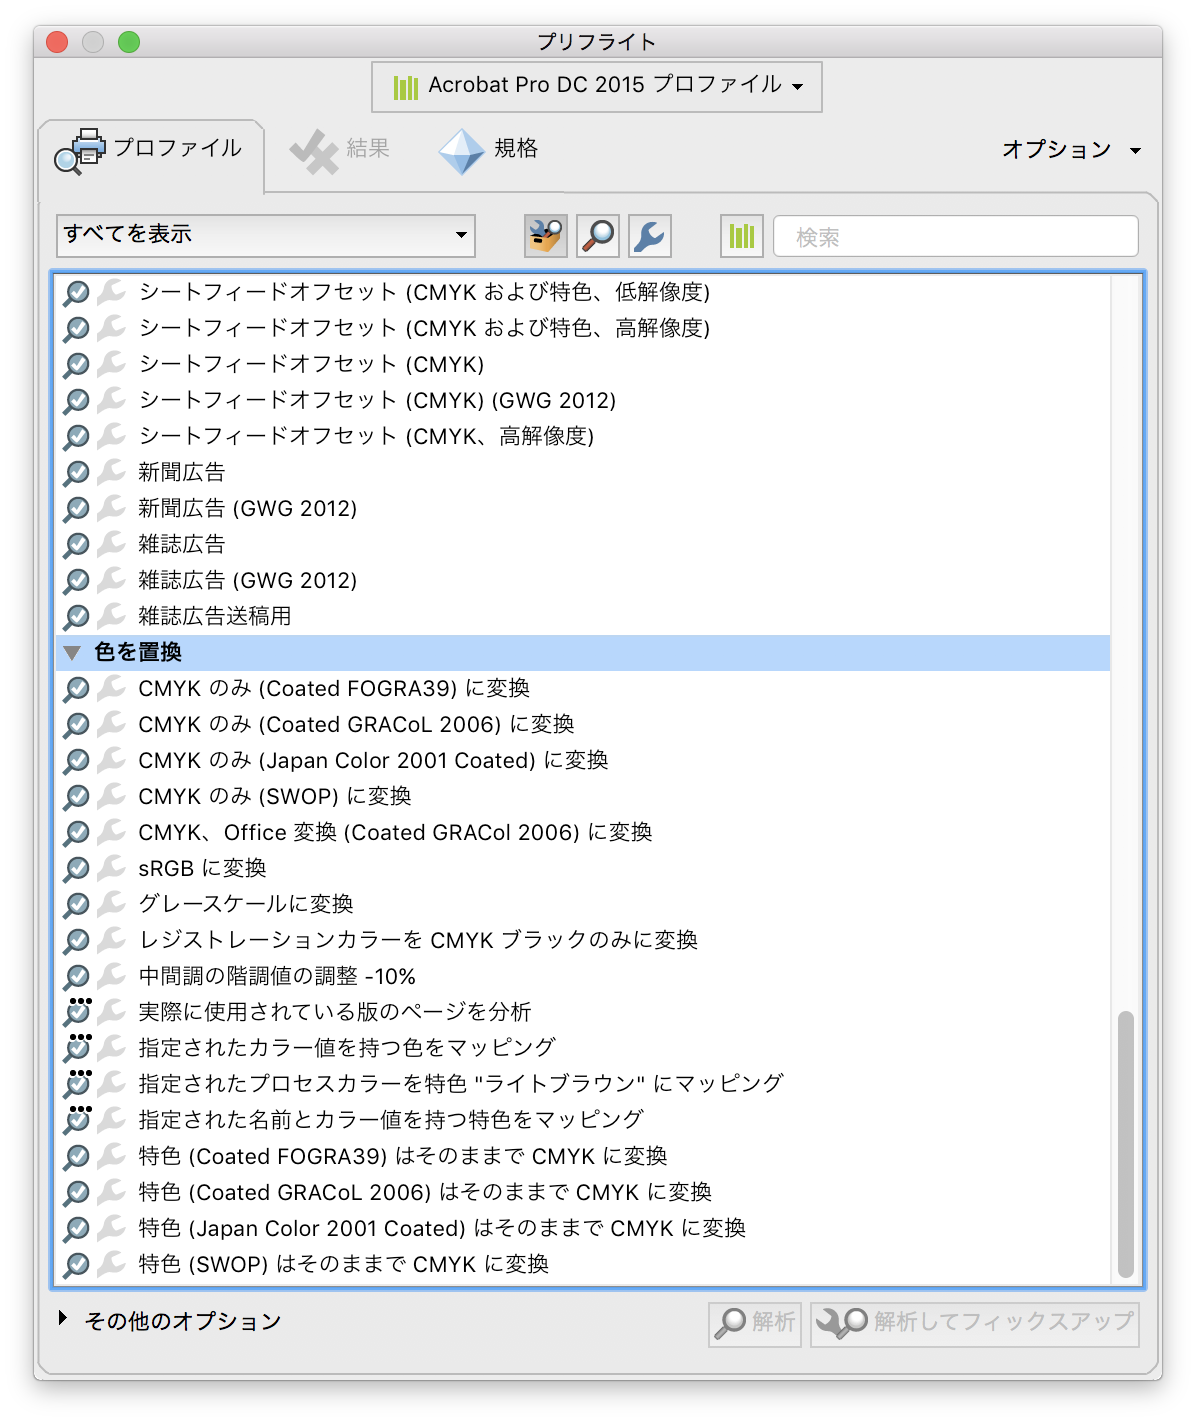 プリフライト
Acrobat Pro DC 2015 プロファイル
プロファイル
結果
規格
オプション
すべてを表示
検索
シートフィードオフセット (CMYK および特色、低解像度)
シートフィードオフセット (CMYK および特色、高解像度)
シートフィードオフセット (CMYK)
シートフィードオフセット (CMYK) (GWG 2012)
シートフィードオフセット (CMYK、高解像度)
新聞広告
新聞広告 (GWG 2012)
雑誌広告
雑誌広告 (GWG 2012)
雑誌広告送稿用
色を置換
CMYK のみ (Coated FOGRA39) に変換
CMYK のみ (Coated GRACoL 2006) に変換
CMYK のみ (Japan Color 2001 Coated) に変換
CMYK のみ (SWOP) に変換
CMYK、Office 変換 (Coated GRACol 2006) に変換
sRGB に変換
グレースケールに変換
レジストレーションカラーを CMYK ブラックのみに変換
中間調の階調値の調整 -10%
実際に使用されている版のページを分析
指定されたカラー値を持つ色をマッピング
指定されたプロセスカラーを特色 "ライトブラウン" にマッピング
指定された名前とカラー値を持つ特色をマッピング
特色 (Coated FOGRA39) はそのままで CMYK に変換
特色 (Coated GRACoL 2006) はそのままで CMYK に変換
特色 (Japan Color 2001 Coated) はそのままで CMYK に変換
特色 (SWOP) はそのままで CMYK に変換
その他のオプション
解析
解析してフィックスアップ